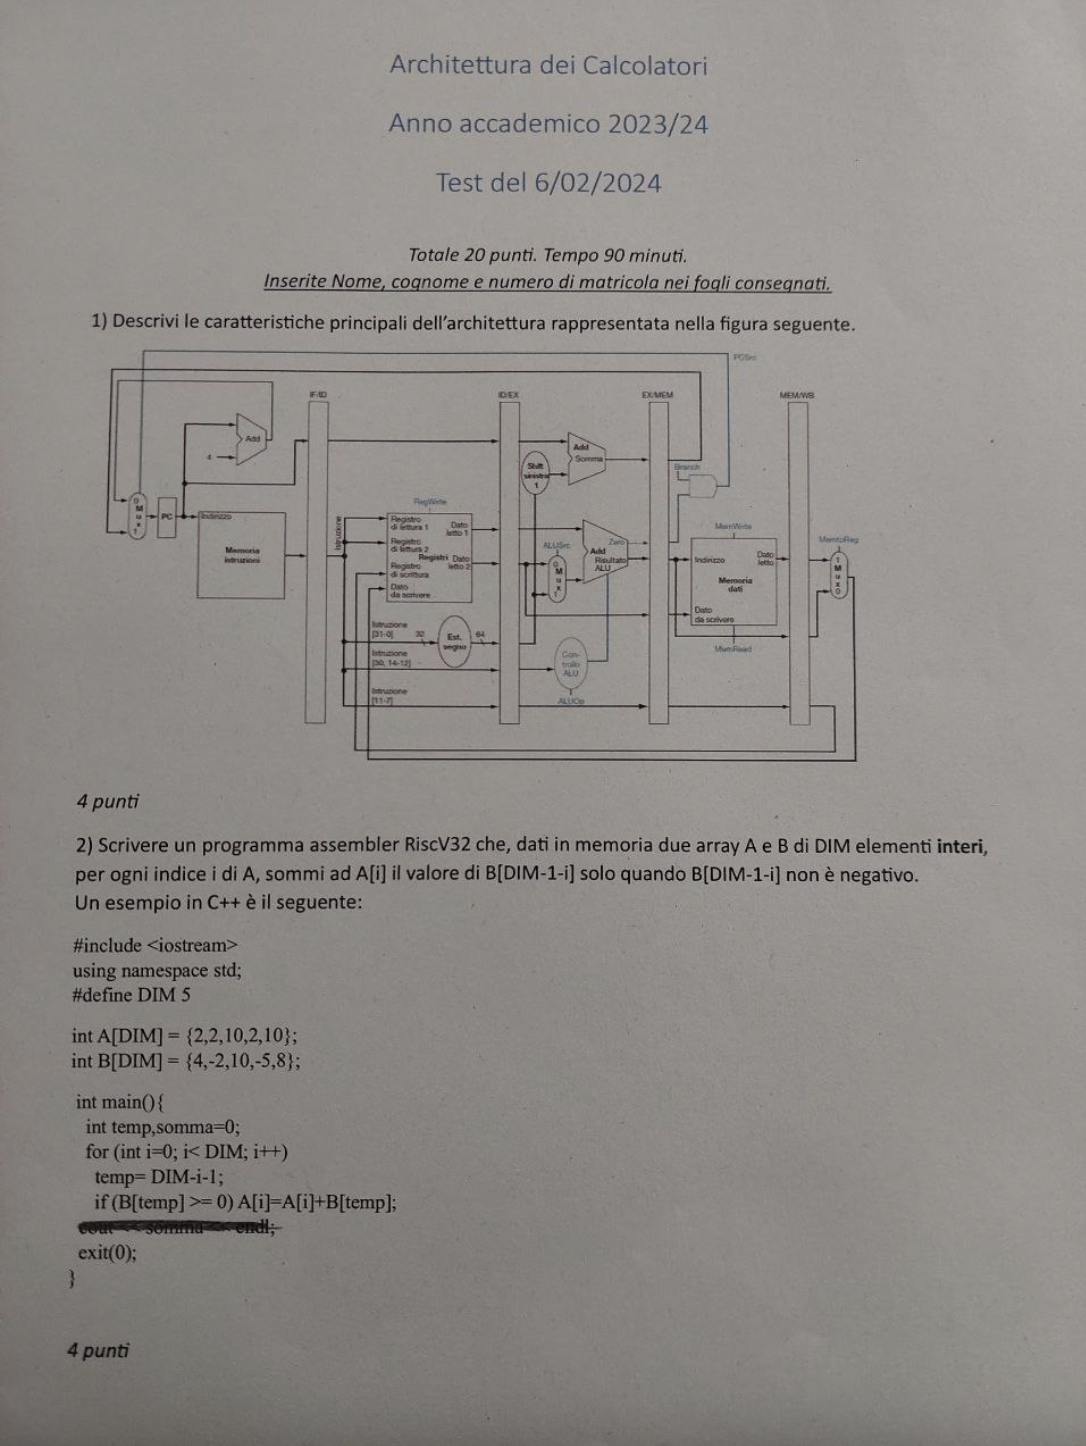 Architettura dei Calcolatori
Anno accademico 2023/24
Test del 6/02/2024
Totale 20 punti. Tempo 90 minuti.
Inserite Nome, cognome e numero di matricola nei fogli consegnati.
1) Descrivi le caratteristiche principali dell'architettura rappresentata nella figura seguente.
PCSrc
IF/ID
ID/EX
EX/MEM
MEM/WB
Add
4
Add
Somma
Shift
sinistra
1
Branch
0
M
u
x
1
PC
Indirizzo
Memoria
istruzioni
Istruzione
RegWrite
Registro
di lettura 1
Dato
letto 1
Registro
di lettura 2
Registri
Dato
letto 2
Registro
di scrittura
Dato
da scrivere
ALUSrc
0
M
u
x
1
Zero
Add
Risultato
ALU
MemWrite
Indirizzo
Dato
letto
Memoria
dati
Dato
da scrivere
MemRead
MemtoReg
1
M
u
x
0
Istruzione
[31-0]
32
Est.
segno
64
Istruzione
[30, 14-12]
Con-
trollo
ALU
Istruzione
[11-7]
ALUOp
4 punti
2) Scrivere un programma assembler RiscV32 che, dati in memoria due array A e B di DIM elementi interi,
per ogni indice i di A, sommi ad A[i] il valore di B[DIM-1-i] solo quando B[DIM-1-i] non è negativo.
Un esempio in C++ è il seguente:
#include <iostream>
using namespace std;
#define DIM 5
int A[DIM] = {2,2,10,2,10};
int B[DIM] = {4,-2,10,-5,8};
int main(){
int temp,somma=0;
for (int i=0; i< DIM; i++)
temp= DIM-i-1;
if (B[temp] >= 0) A[i]=A[i]+B[temp];
cout << somma << endl;
exit(0);
}
4 punti